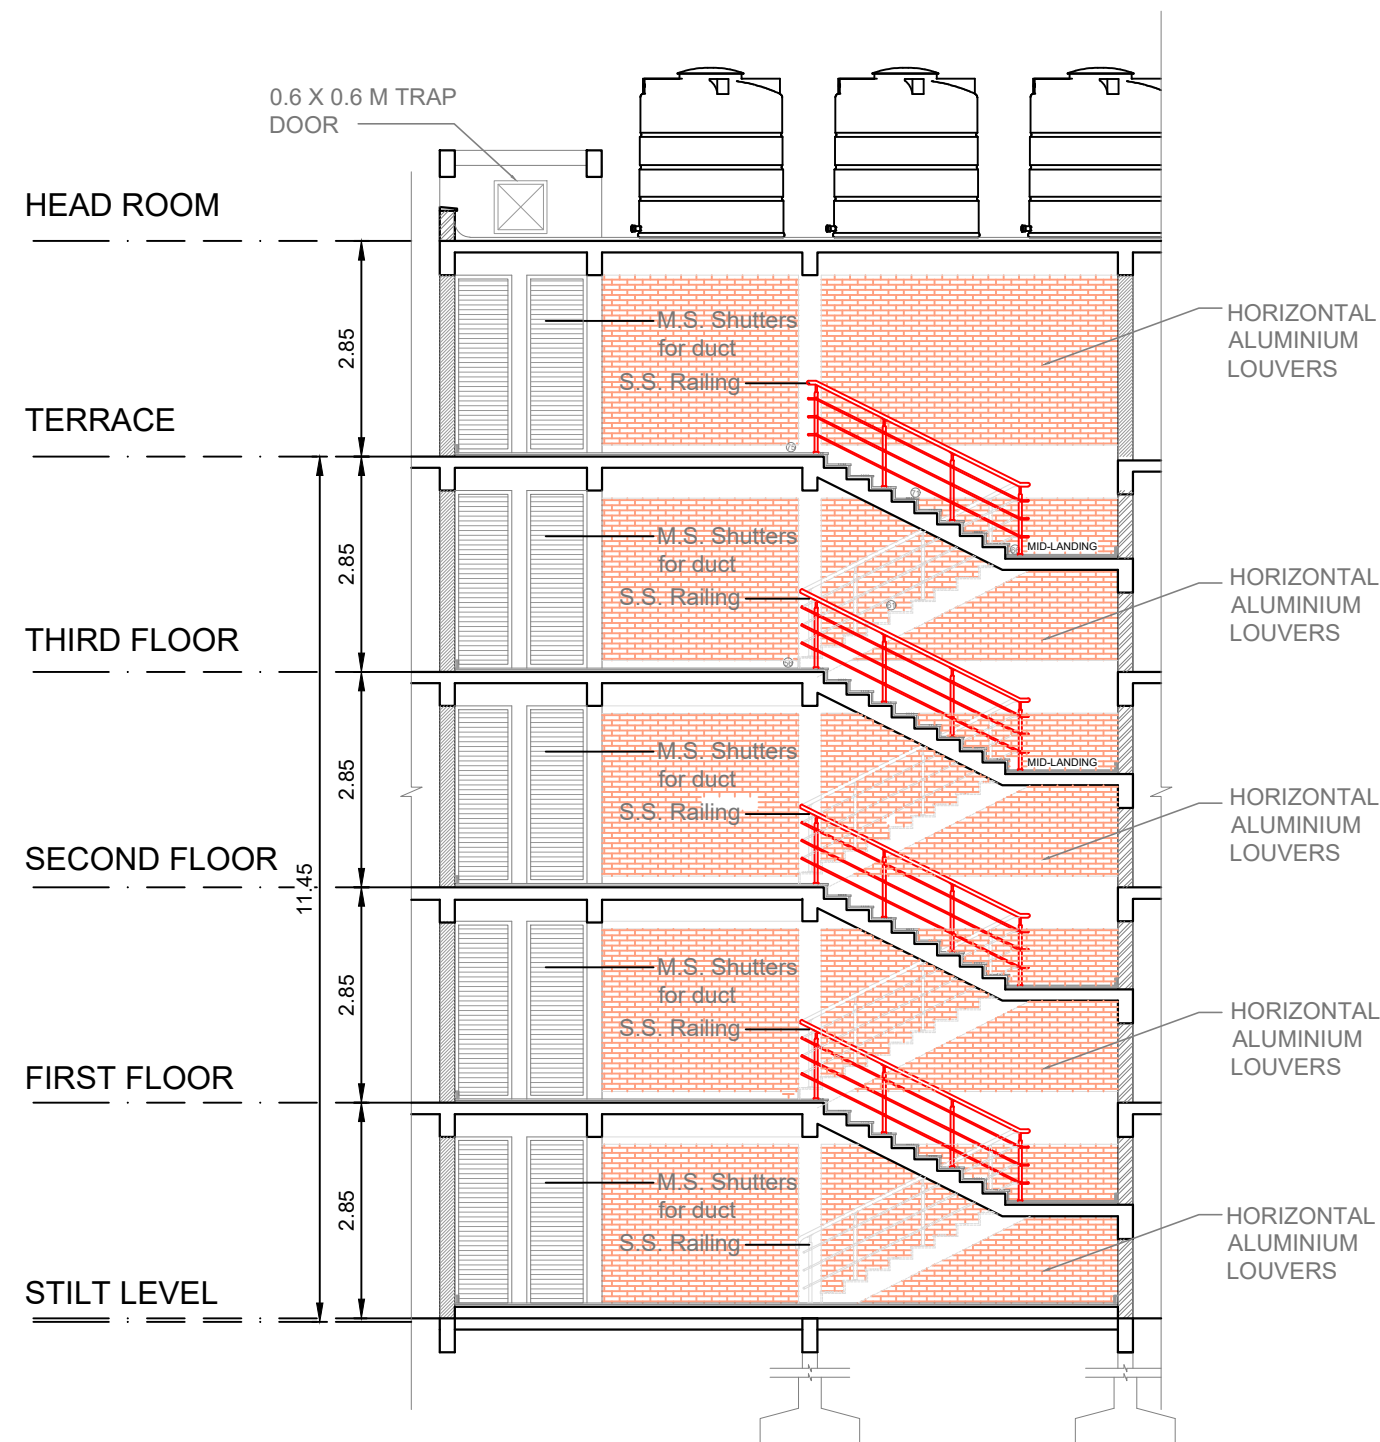 0.6 X 0.6 M TRAP
DOOR
HEAD ROOM
2.85
M.S. Shutters
for duct
S.S. Railing
HORIZONTAL
ALUMINIUM
LOUVERS
TERRACE
2.85
M.S. Shutters
for duct
S.S. Railing
MID-LANDING
HORIZONTAL
ALUMINIUM
LOUVERS
THIRD FLOOR
2.85
M.S. Shutters
for duct
S.S. Railing
MID-LANDING
HORIZONTAL
ALUMINIUM
LOUVERS
SECOND FLOOR
11.45
2.85
M.S. Shutters
for duct
S.S. Railing
HORIZONTAL
ALUMINIUM
LOUVERS
FIRST FLOOR
2.85
M.S. Shutters
for duct
S.S. Railing
HORIZONTAL
ALUMINIUM
LOUVERS
STILT LEVEL